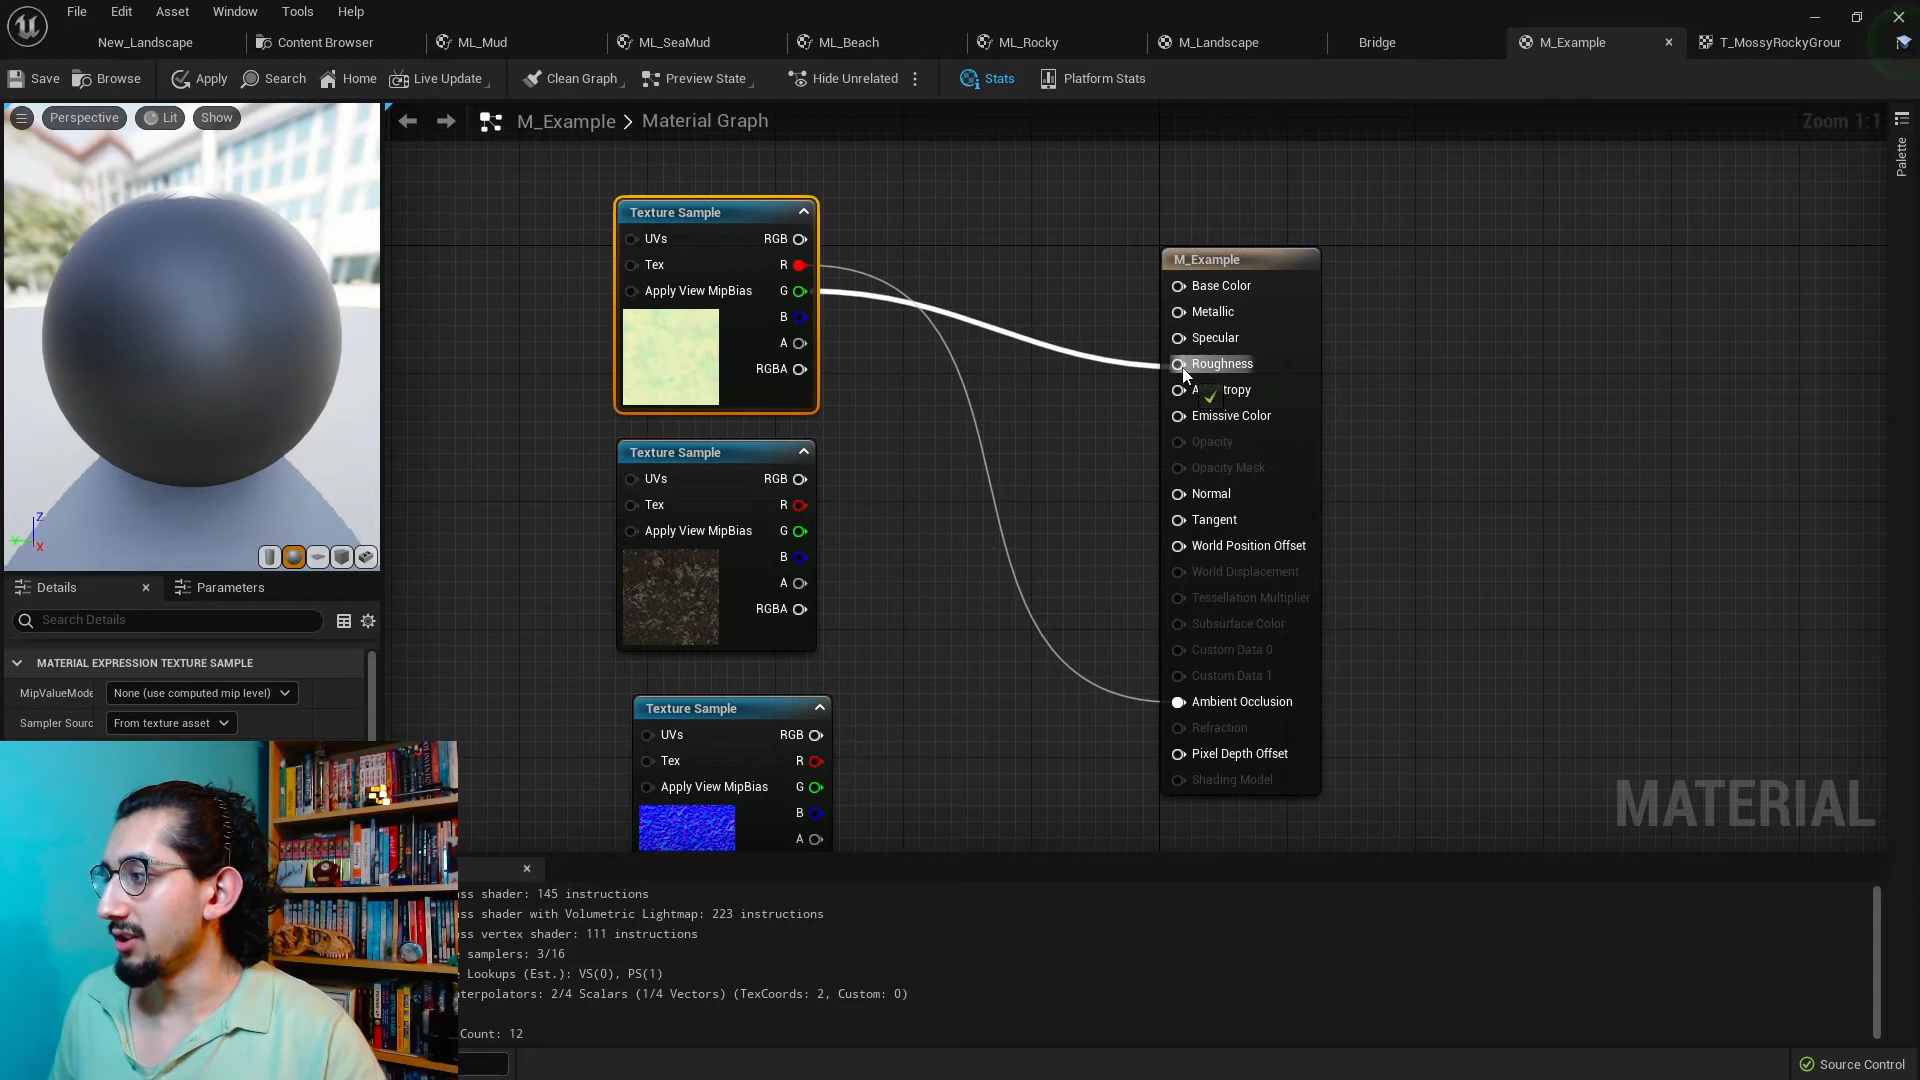 File Edit Asset Window Tools Help
New_Landscape Content Browser ML_Mud ML_SeaMud ML_Beach ML_Rocky M_Landscape Bridge M_Example T_MossyRockyGrour
Save Browse Apply Search Home Live Update Clean Graph Preview State Hide Unrelated Stats Platform Stats
Perspective Lit Show
M_Example > Material Graph
Zoom 1:1
Palette
Texture Sample
UVs RGB
Tex R
Apply View MipBias G
B
A
RGBA
Texture Sample
UVs RGB
Tex R
Apply View MipBias G
B
A
RGBA
Texture Sample
UVs RGB
Tex R
Apply View MipBias G
B
A
M_Example
Base Color
Metallic
Specular
Roughness
A tropy
Emissive Color
Opacity
Opacity Mask
Normal
Tangent
World Position Offset
World Displacement
Tessellation Multiplier
Subsurface Color
Custom Data 0
Custom Data 1
Ambient Occlusion
Refraction
Pixel Depth Offset
Shading Model
MATERIAL
Z
Y
X
Details Parameters
Search Details
MATERIAL EXPRESSION TEXTURE SAMPLE
MipValueMode None (use computed mip level)
Sampler Sourc From texture asset
ss shader: 145 instructions
ss shader with Volumetric Lightmap: 223 instructions
ss vertex shader: 111 instructions
samplers: 3/16
Lookups (Est.): VS(0), PS(1)
terpolators: 2/4 Scalars (1/4 Vectors) (TexCoords: 2, Custom: 0)
Count: 12
Source Control